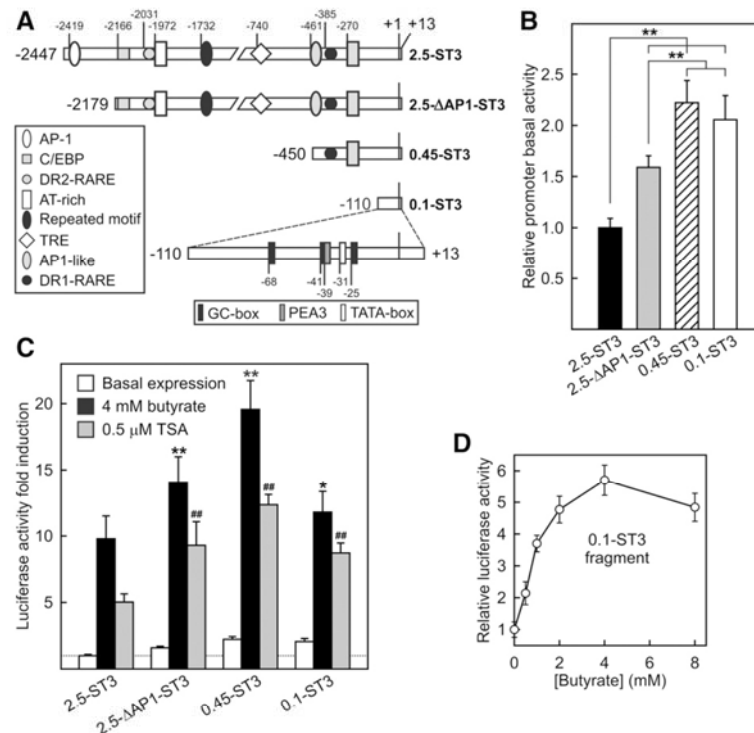 A
-2419
-2166
-2031
-1972
-1732
-740
-461
-385
-270
+1
+13
-2447
2.5-ST3
-2179
2.5-ΔAP1-ST3
-450
0.45-ST3
-110
0.1-ST3
-110
+13
-68
-41
-39
-31
-25
AP-1
C/EBP
DR2-RARE
AT-rich
Repeated motif
TRE
AP1-like
DR1-RARE
GC-box
PEA3
TATA-box
B
Relative promoter basal activity
2.5
2.0
1.5
1.0
**
**
2.5-ST3
2.5-ΔAP1-ST3
0.45-ST3
0.1-ST3
C
Luciferase activity fold induction
20
15
10
5
Basal expression
4 mM butyrate
0.5 μM TSA
**
##
**
##
*
##
2.5-ST3
2.5-ΔAP1-ST3
0.45-ST3
0.1-ST3
D
Relative luciferase activity
6
5
4
3
2
1
0.1-ST3
fragment
0
2
4
6
8
[Butyrate] (mM)